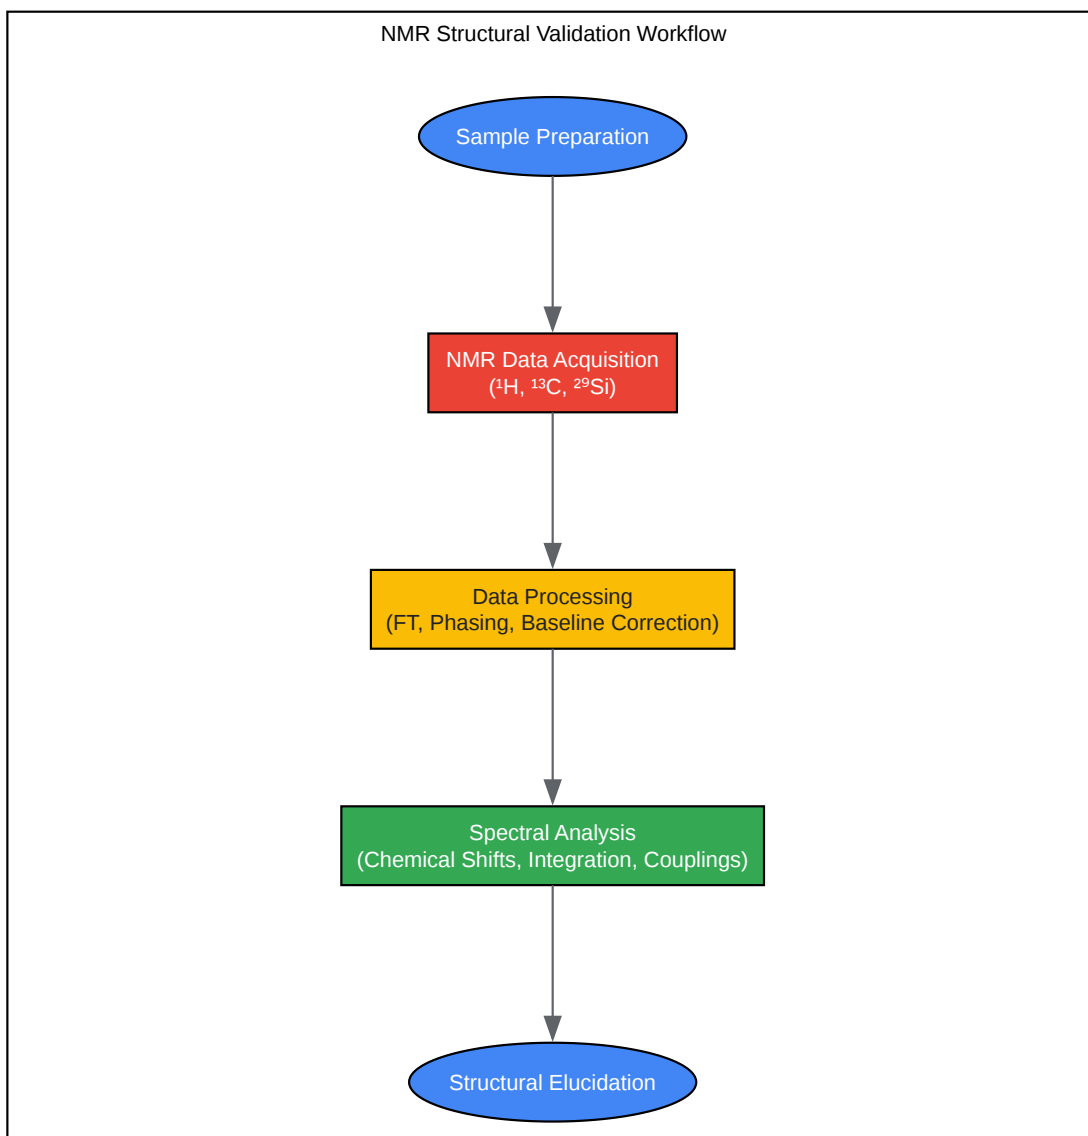 NMR Structural Validation Workflow
Sample Preparation
NMR Data Acquisition
(¹H, ¹³C, ²⁹Si)
Data Processing
(FT, Phasing, Baseline Correction)
Spectral Analysis
(Chemical Shifts, Integration, Couplings)
Structural Elucidation